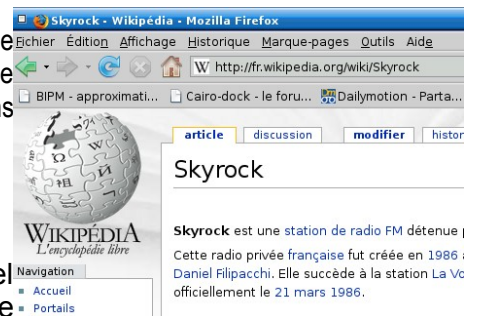 Skyrock - Wikipédia - Mozilla Firefox
e
Fichier Édition Affichage Historique Marque-pages Outils Aide
e
W http://fr.wikipedia.org/wiki/Skyrock
ns
BIPM - approximati... Cairo-dock - le foru... Dailymotion - Parta...
article discussion modifier histor
Skyrock
WIKIPÉDIA
L'encyclopédie libre
Skyrock est une station de radio FM détenue
Cette radio privée française fut créée en 1986
Daniel Filipacchi. Elle succède à la station La Vo
officiellement le 21 mars 1986.
el
Navigation
Accueil
e
Portails